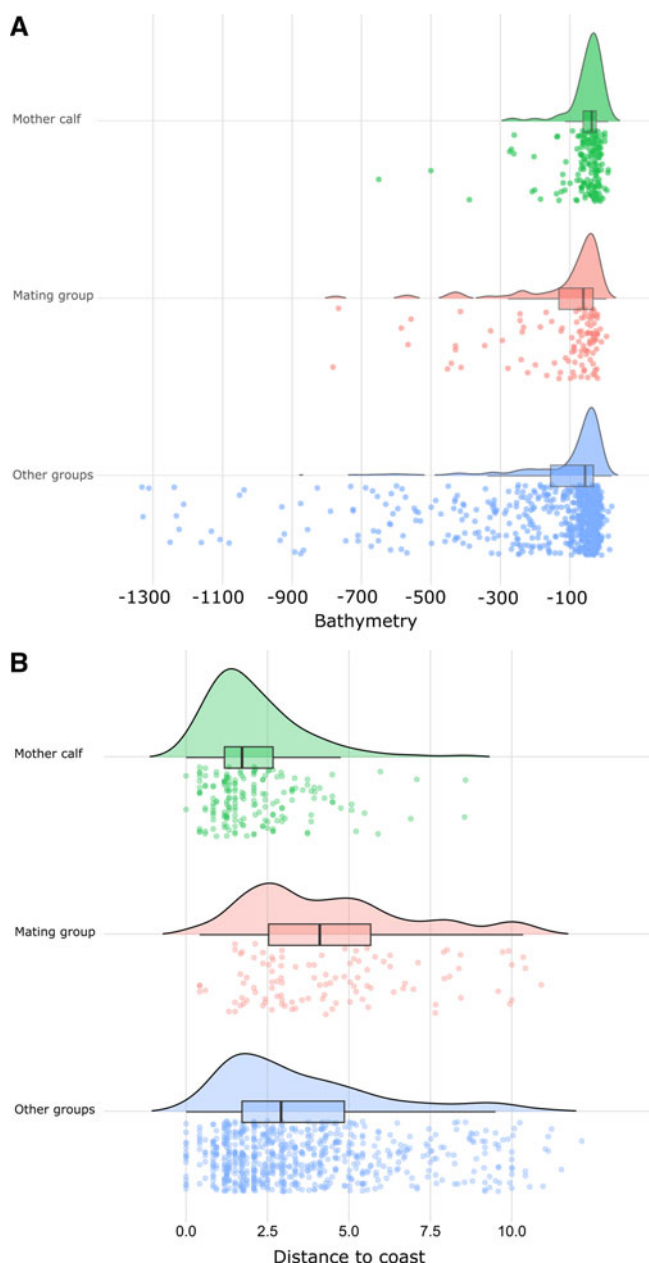 A
Mother calf
Mating group
Other groups
-1300 -1100 -900 -700 -500 -300 -100
Bathymetry
B
Mother calf
Mating group
Other groups
0.0 2.5 5.0 7.5 10.0
Distance to coast